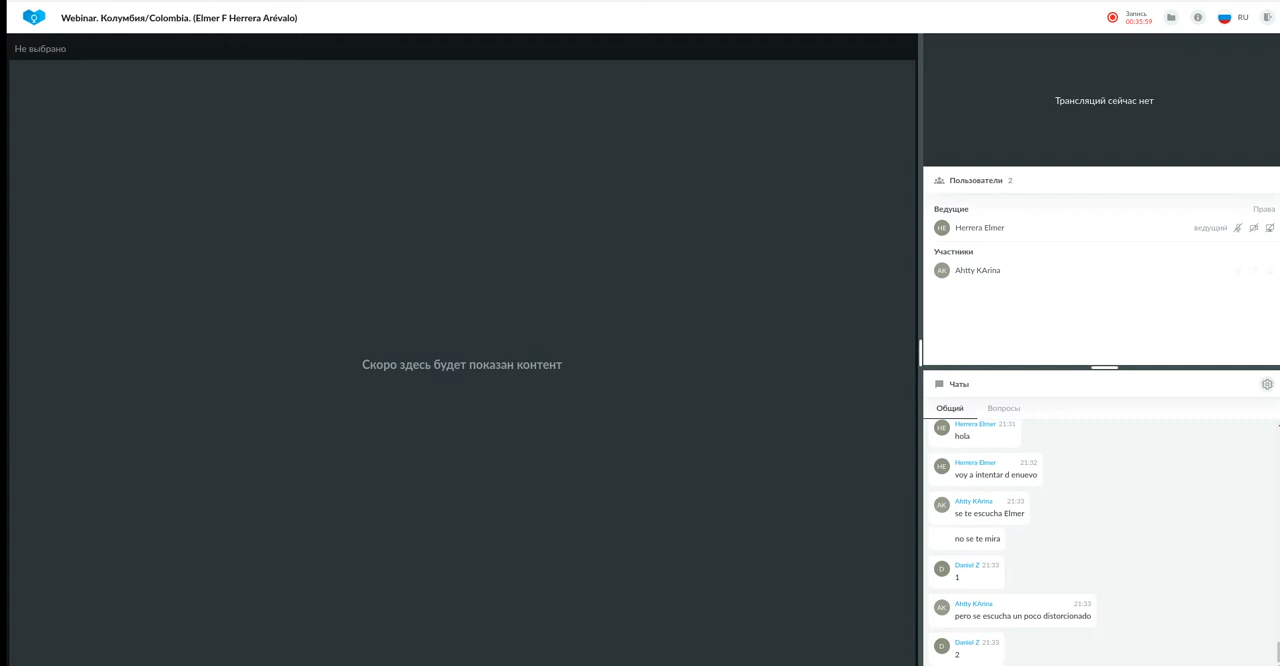 Webinar. Колумбия/Colombia. (Elmer F Herrera Arévalo)
Запись
00:35:59
RU
Не выбрано
Скоро здесь будет показан контент
Трансляций сейчас нет
Пользователи 2
Ведущие Права
HE Herrera Elmer ведущий
Участники
AK Ahtty KArina
Чаты
Общий Вопросы
HE Herrera Elmer 21:31
hola
HE Herrera Elmer 21:32
voy a intentar d enuevo
AK Ahtty KArina 21:33
se te escucha Elmer
no se te mira
D Daniel Z 21:33
1
AK Ahtty KArina 21:33
pero se escucha un poco distorcionado
D Daniel Z 21:33
2